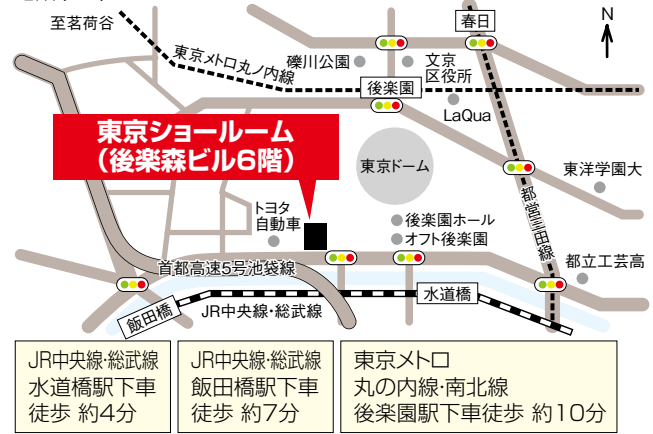 至茗荷谷
春日
N
東京メトロ丸ノ内線
礫川公園
文京
区役所
後楽園
LaQua
東京ショールーム
（後楽森ビル6階）
東京ドーム
東洋学園大
トヨタ
自動車
後楽園ホール
オフト後楽園
都営三田線
首都高速5号池袋線
都立工芸高
飯田橋
JR中央線･総武線
水道橋
JR中央線･総武線
水道橋駅下車
徒歩 約4分
JR中央線･総武線
飯田橋駅下車
徒歩 約7分
東京メトロ
丸の内線･南北線
後楽園駅下車徒歩 約10分